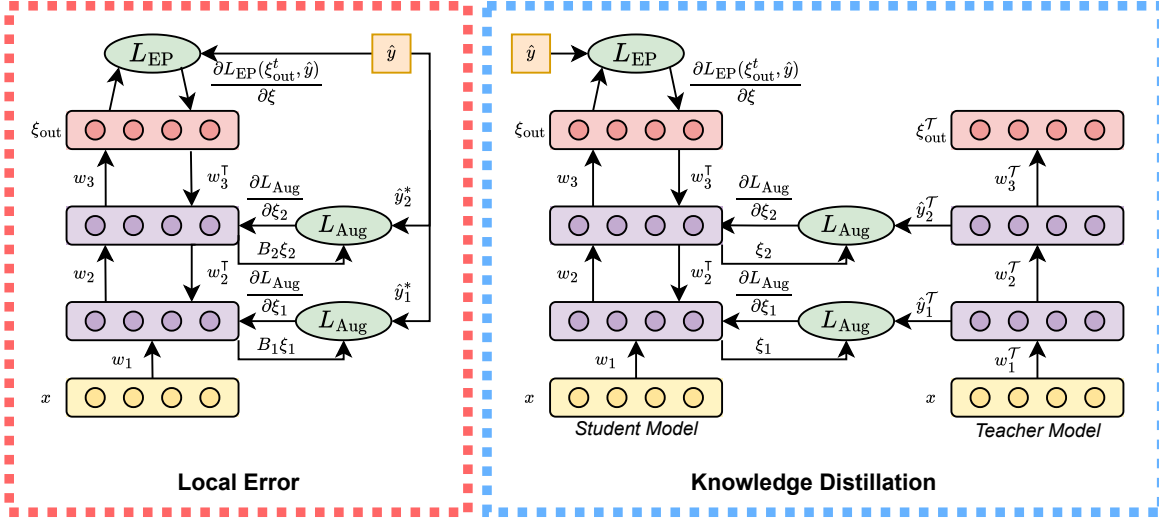 L_EP
ŷ
∂L_EP(ξ^t_out, ŷ)
∂ξ
ξ_out
w_3
w_3^⊤
∂L_Aug
∂ξ_2
L_Aug
ŷ_2^*
B_2ξ_2
w_2
w_2^⊤
∂L_Aug
∂ξ_1
L_Aug
ŷ_1^*
B_1ξ_1
w_1
x
Local Error
ŷ
L_EP
∂L_EP(ξ^t_out, ŷ)
∂ξ
ξ_out
ξ_out^𝒯
w_3
w_3^⊤
w_3^𝒯
∂L_Aug
∂ξ_2
L_Aug
ŷ_2^𝒯
ξ_2
w_2
w_2^⊤
w_2^𝒯
∂L_Aug
∂ξ_1
L_Aug
ŷ_1^𝒯
ξ_1
w_1
w_1^𝒯
x
x
Student Model
Teacher Model
Knowledge Distillation